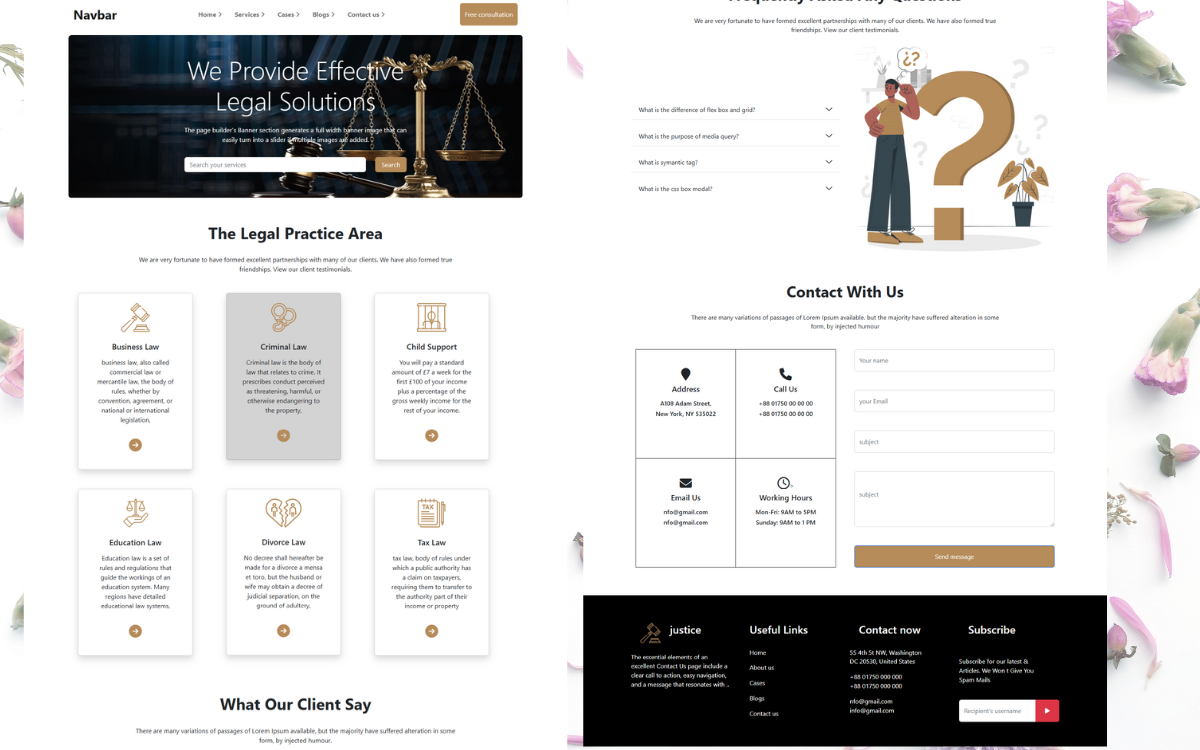 Navbar
Home
Services
Cases
Blogs
Contact us
Free consultation
We Provide Effective
Legal Solutions
The page builder's Banner section generates a full width banner image that can
easily turn into a slider if multiple images are added.
Search your services
Search
The Legal Practice Area
We are very fortunate to have formed excellent partnerships with many of our clients. We have also formed true
friendships. View our client testimonials.
Business Law
business law, also called
commercial law or
mercantile law, the body of
rules, whether by
convention, agreement, or
national or international
legislation,
Criminal Law
Criminal law is the body of
law that relates to crime. It
prescribes conduct perceived
as threatening, harmful, or
otherwise endangering to
the property,
Child Support
You will pay a standard
amount of £7 a week for the
first £100 of your income
plus a percentage of the
gross weekly income for the
rest of your income.
Education Law
Education law is a set of
rules and regulations that
guide the workings of an
education system. Many
regions have detailed
educational law systems,
Divorce Law
No decree shall hereafter be
made for a divorce a mensa
et toro, but the husband or
wife may obtain a decree of
judicial separation, on the
ground of adultery,
TAX
Tax Law
tax law, body of rules under
which a public authority has
a claim on taxpayers,
requiring them to transfer to
the authority part of their
income or property
What Our Client Say
There are many variations of passages of Lorem Ipsum available, but the majority have suffered alteration in some
form, by injected humour.
We are very fortunate to have formed excellent partnerships with many of our clients. We have also formed true
friendships. View our client testimonials.
¿?
What is the difference of flex box and grid?
What is the purpose of media query?
What is symantic tag?
What is the css box modal?
?
Contact With Us
There are many variations of passages of Lorem Ipsum available, but the majority have suffered alteration in some
form, by injected humour
Address
A108 Adam Street,
New York, NY 535022
Call Us
+88 01750 00 00 00
+88 01750 00 00 00
Email Us
nfo@gmail.com
nfo@gmail.com
Working Hours
Mon-Fri: 9AM to 5PM
Sunday: 9AM to 1 PM
Your name
your Email
subject
subject
Send message
justice
The essential elements of an
excellent Contact Us page include a
clear call to action, easy navigation,
and a message that resonates with ..
Useful Links
Home
About us
Cases
Blogs
Contact us
Contact now
55 4th St NW, Washington
DC 20530, United States
+88 01750 000 000
+88 01750 000 000
nfo@gmail.com
info@gmail.com
Subscribe
Subscribe for our latest &
Articles. We Won t Give You
Spam Mails
Recipient's username